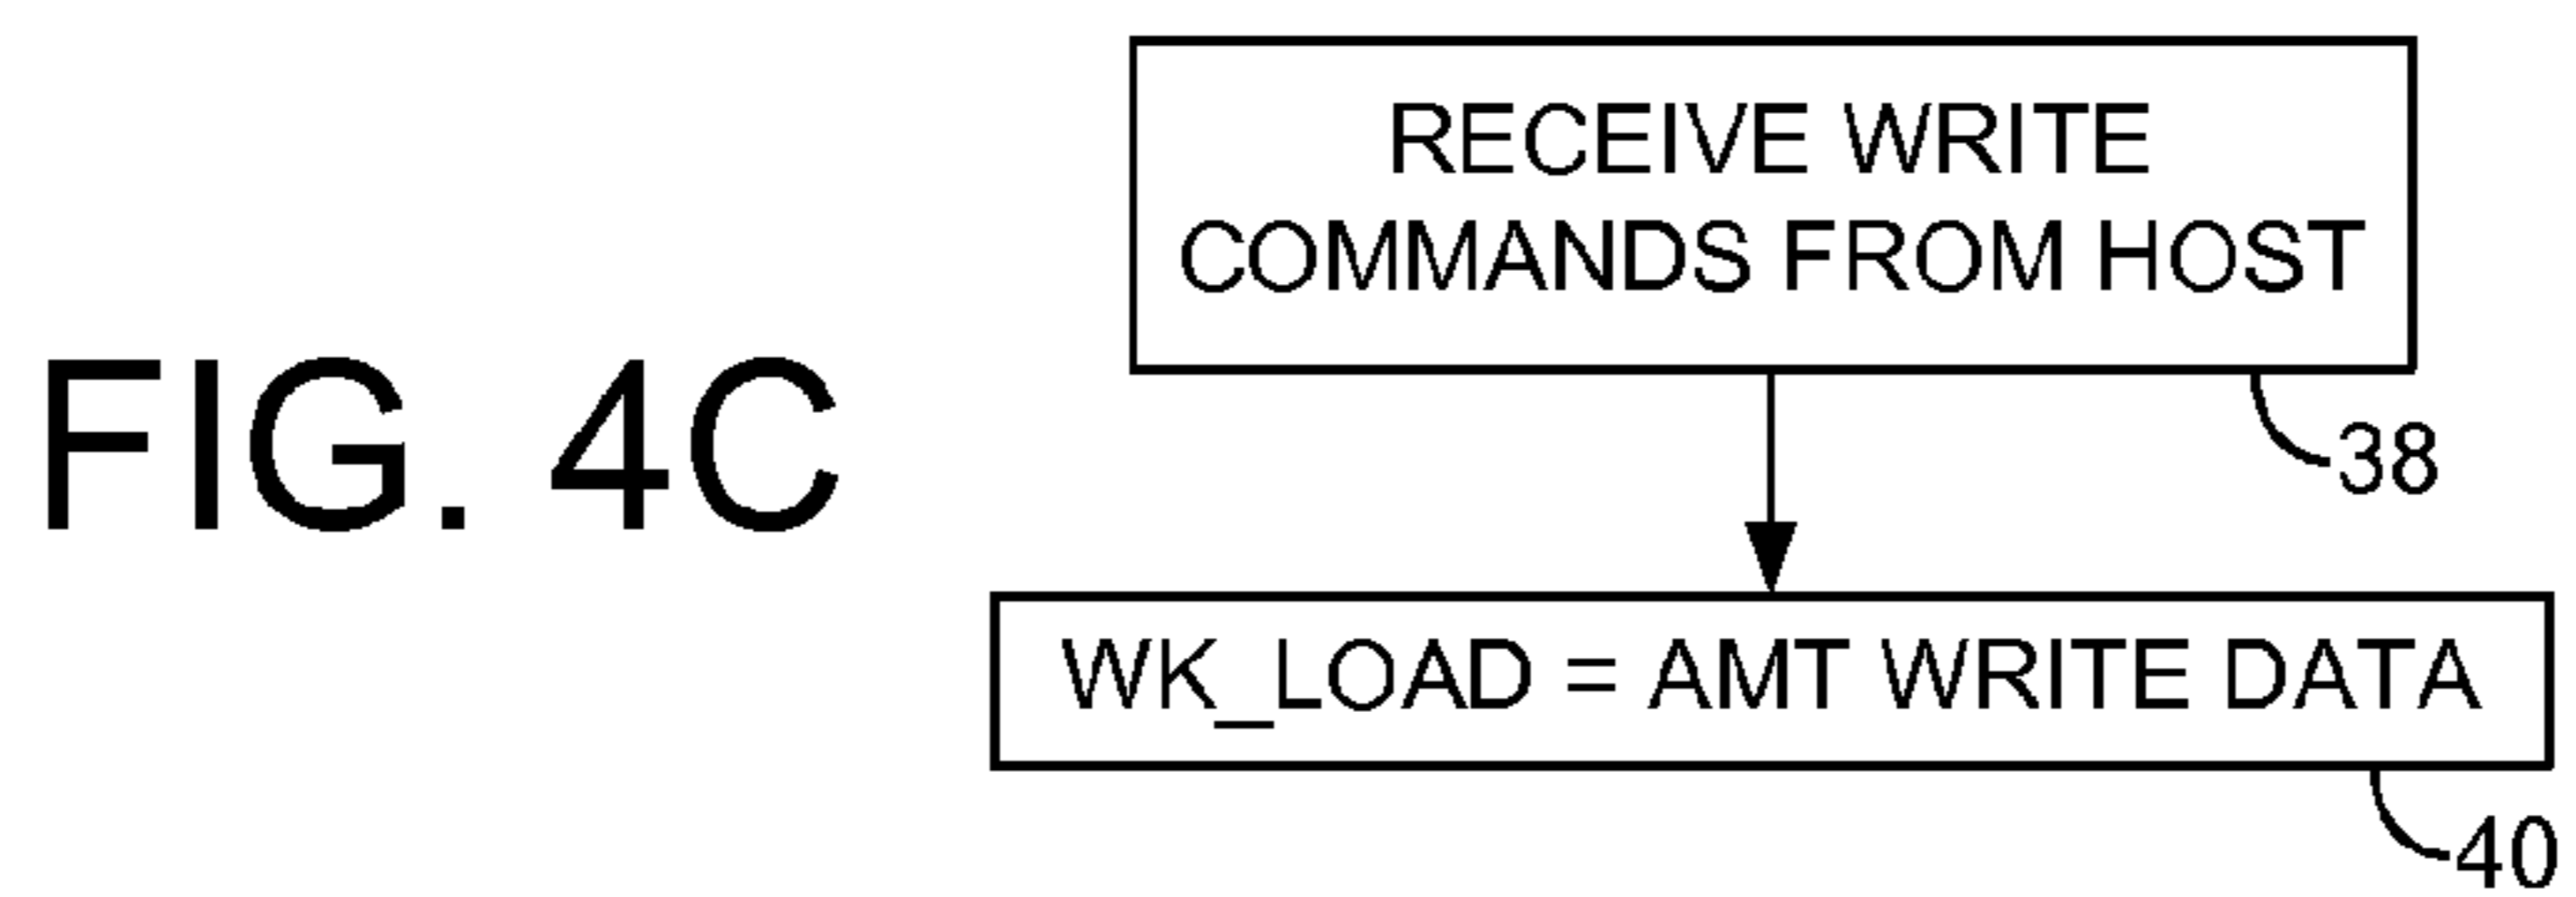 RECEIVE WRITE
COMMANDS FROM HOST
FIG. 4C
38
WK_LOAD = AMT WRITE DATA
40